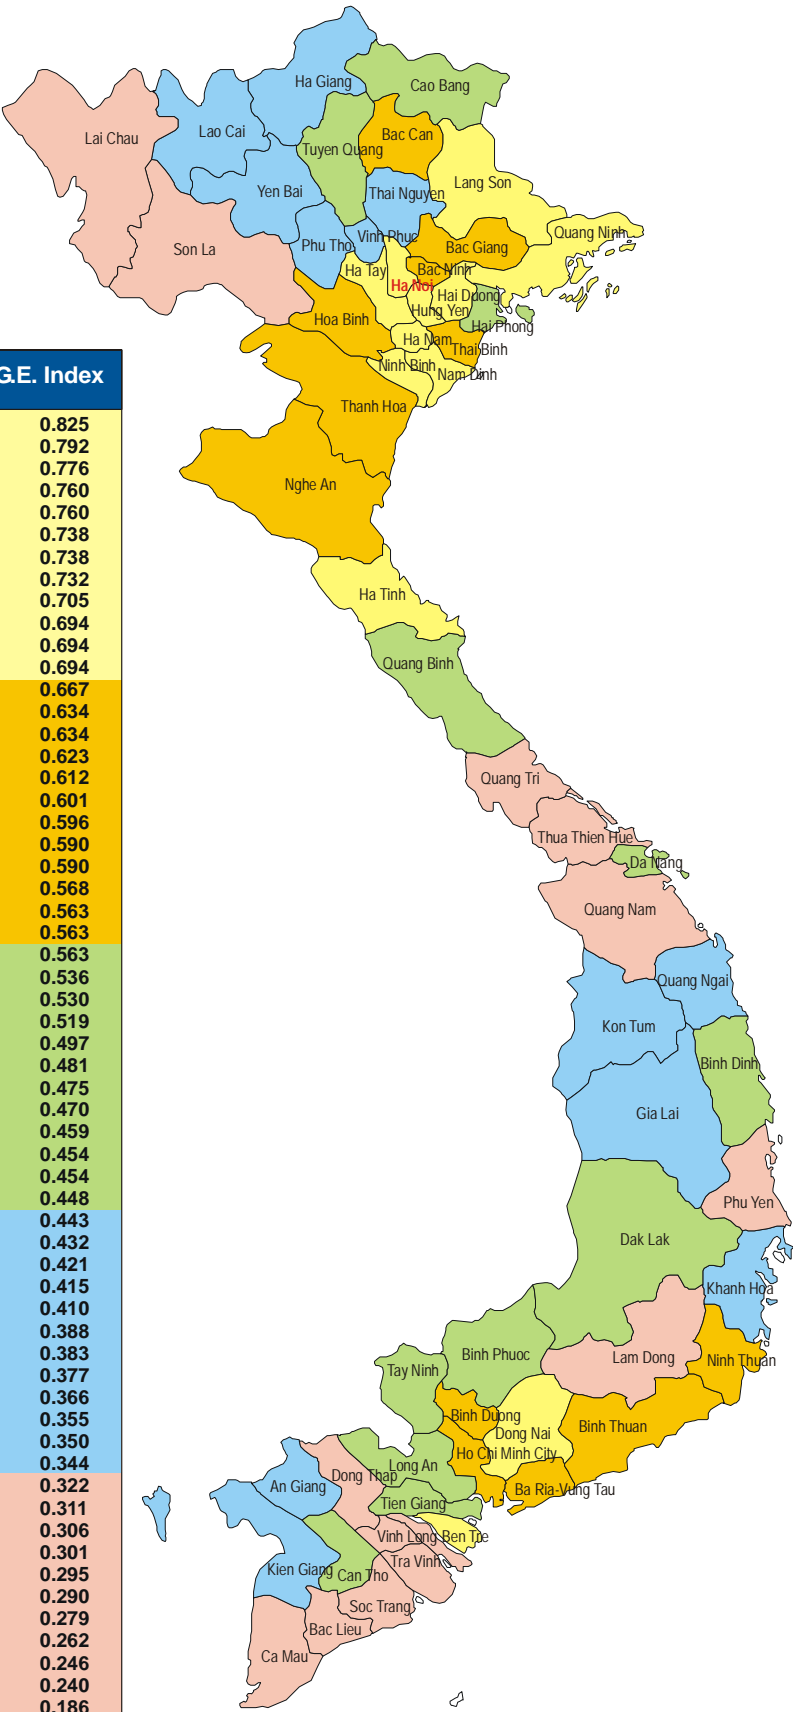 Ha Giang
Cao Bang
Lai Chau
Lao Cai
Bac Can
Tuyen Quang
Lang Son
Yen Bai
Thai Nguyen
Quang Ninh
Phu Tho
Vinh Phuc
Son La
Bac Giang
Ha Tay
Bac Ninh
Ha Noi
Hai Duong
Hung Yen
Hoa Binh
Hai Phong
Ha Nam
Thai Binh
Ninh Binh
Nam Dinh
Thanh Hoa
Nghe An
Ha Tinh
Quang Binh
Quang Tri
Thua Thien Hue
Da Nang
Quang Nam
Quang Ngai
Kon Tum
Binh Dinh
Gia Lai
Phu Yen
Dak Lak
Khanh Hoa
Binh Phuoc
Lam Dong
Ninh Thuan
Tay Ninh
Binh Duong
Dong Nai
Binh Thuan
Ho Chi Minh City
Long An
Dong Thap
An Giang
Ba Ria-Vung Tau
Tien Giang
Vinh Long
Ben Tre
Tra Vinh
Kien Giang
Can Tho
Soc Trang
Bac Lieu
Ca Mau
G.E. Index
0.825
0.792
0.776
0.760
0.760
0.738
0.738
0.732
0.705
0.694
0.694
0.694
0.667
0.634
0.634
0.623
0.612
0.601
0.596
0.590
0.590
0.568
0.563
0.563
0.563
0.536
0.530
0.519
0.497
0.481
0.475
0.470
0.459
0.454
0.454
0.448
0.443
0.432
0.421
0.415
0.410
0.388
0.383
0.377
0.366
0.355
0.350
0.344
0.322
0.311
0.306
0.301
0.295
0.290
0.279
0.262
0.246
0.240
0.186